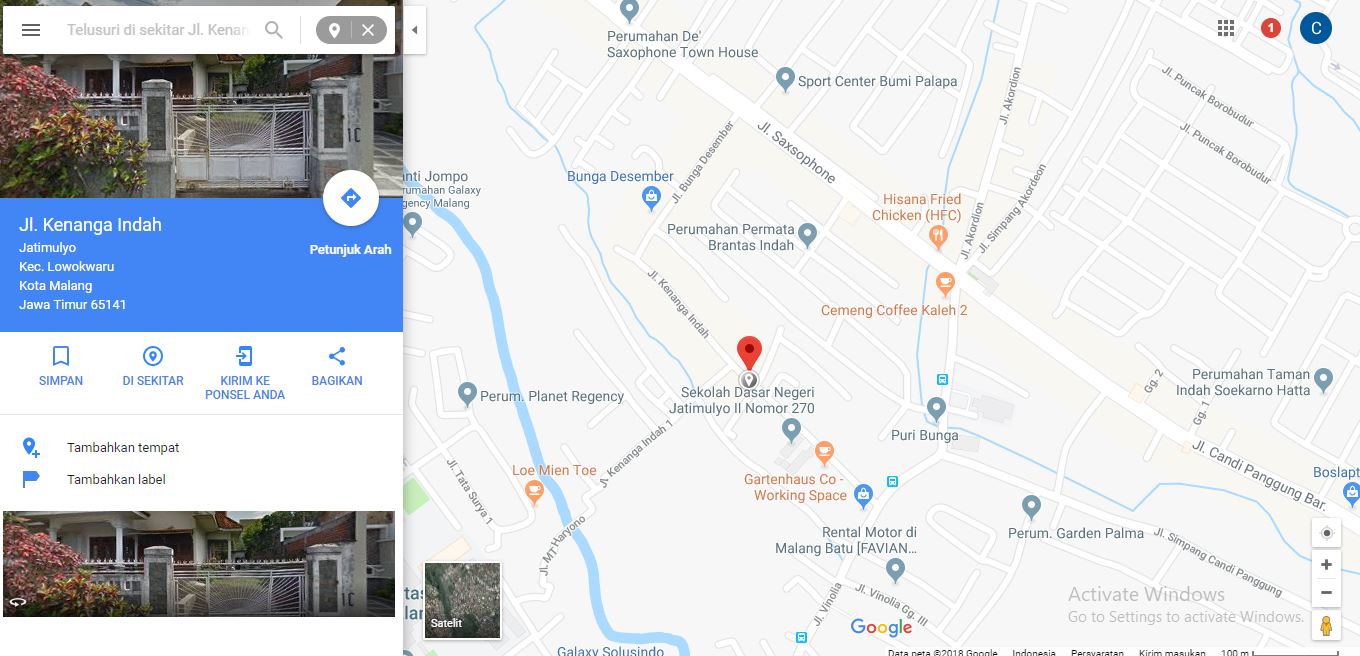 Telusuri di sekitar Jl. Kenan
1
C
Jl. Kenanga Indah
Jatimulyo
Kec. Lowokwaru
Kota Malang
Jawa Timur 65141
Petunjuk Arah
SIMPAN
DI SEKITAR
KIRIM KE
PONSEL ANDA
BAGIKAN
Tambahkan tempat
Tambahkan label
Perumahan De'
Saxophone Town House
Sport Center Bumi Palapa
Jl. Akordion
Jl. Puncak Borobudur
Jl. Puncak Borobudur
Jl. Saxsophone
Jl. Bunga Desember
nti Jompo
rumahan Galaxy
gency Malang
Bunga Desember
Hisana Fried
Chicken (HFC)
Jl. Akordion
Jl. Simpang Akordeon
Perumahan Permata
Brantas Indah
Jl. Kenanga Indah
Cemeng Coffee Kaleh 2
Sekolah Dasar Negeri
Jatimulyo II Nomor 270
Perum. Planet Regency
Gg. 2
Gg. 1
Perumahan Taman
Indah Soekarno Hatta
Puri Bunga
Jl. Kenanga Indah 1
Jl. Candi Panggung Bar.
Loe Mien Toe
Jl. Tata Surya 1
Gartenhaus Co -
Working Space
Boslapt
Jl. MT. Haryono
Rental Motor di
Malang Batu [FAVIAN...
Perum. Garden Palma
Jl. Simpang Candi Panggung
Jl. Vinolia
Jl. Vinolia Gg. III
tas
lan
Satelit
Galaxy Solusindo
Activate Windows
Go to Settings to activate Windows.
Google
Data peta ©2018 Google
Indonesia
Persyaratan
Kirim masukan
100 m